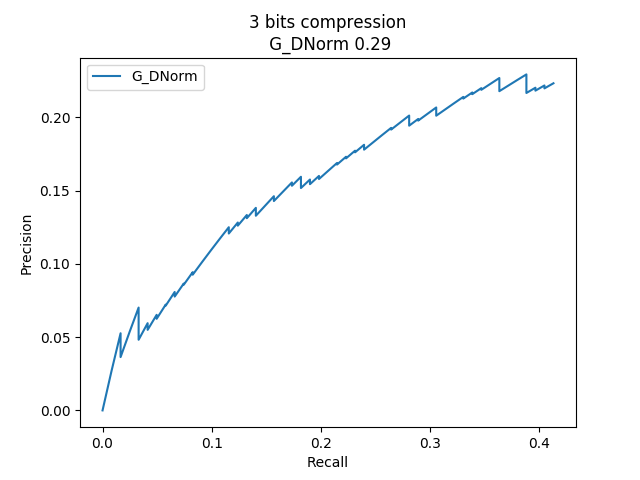 3 bits compression
G_DNorm 0.29
G_DNorm
Precision
0.20
0.15
0.10
0.05
0.00
0.0 0.1 0.2 0.3 0.4
Recall